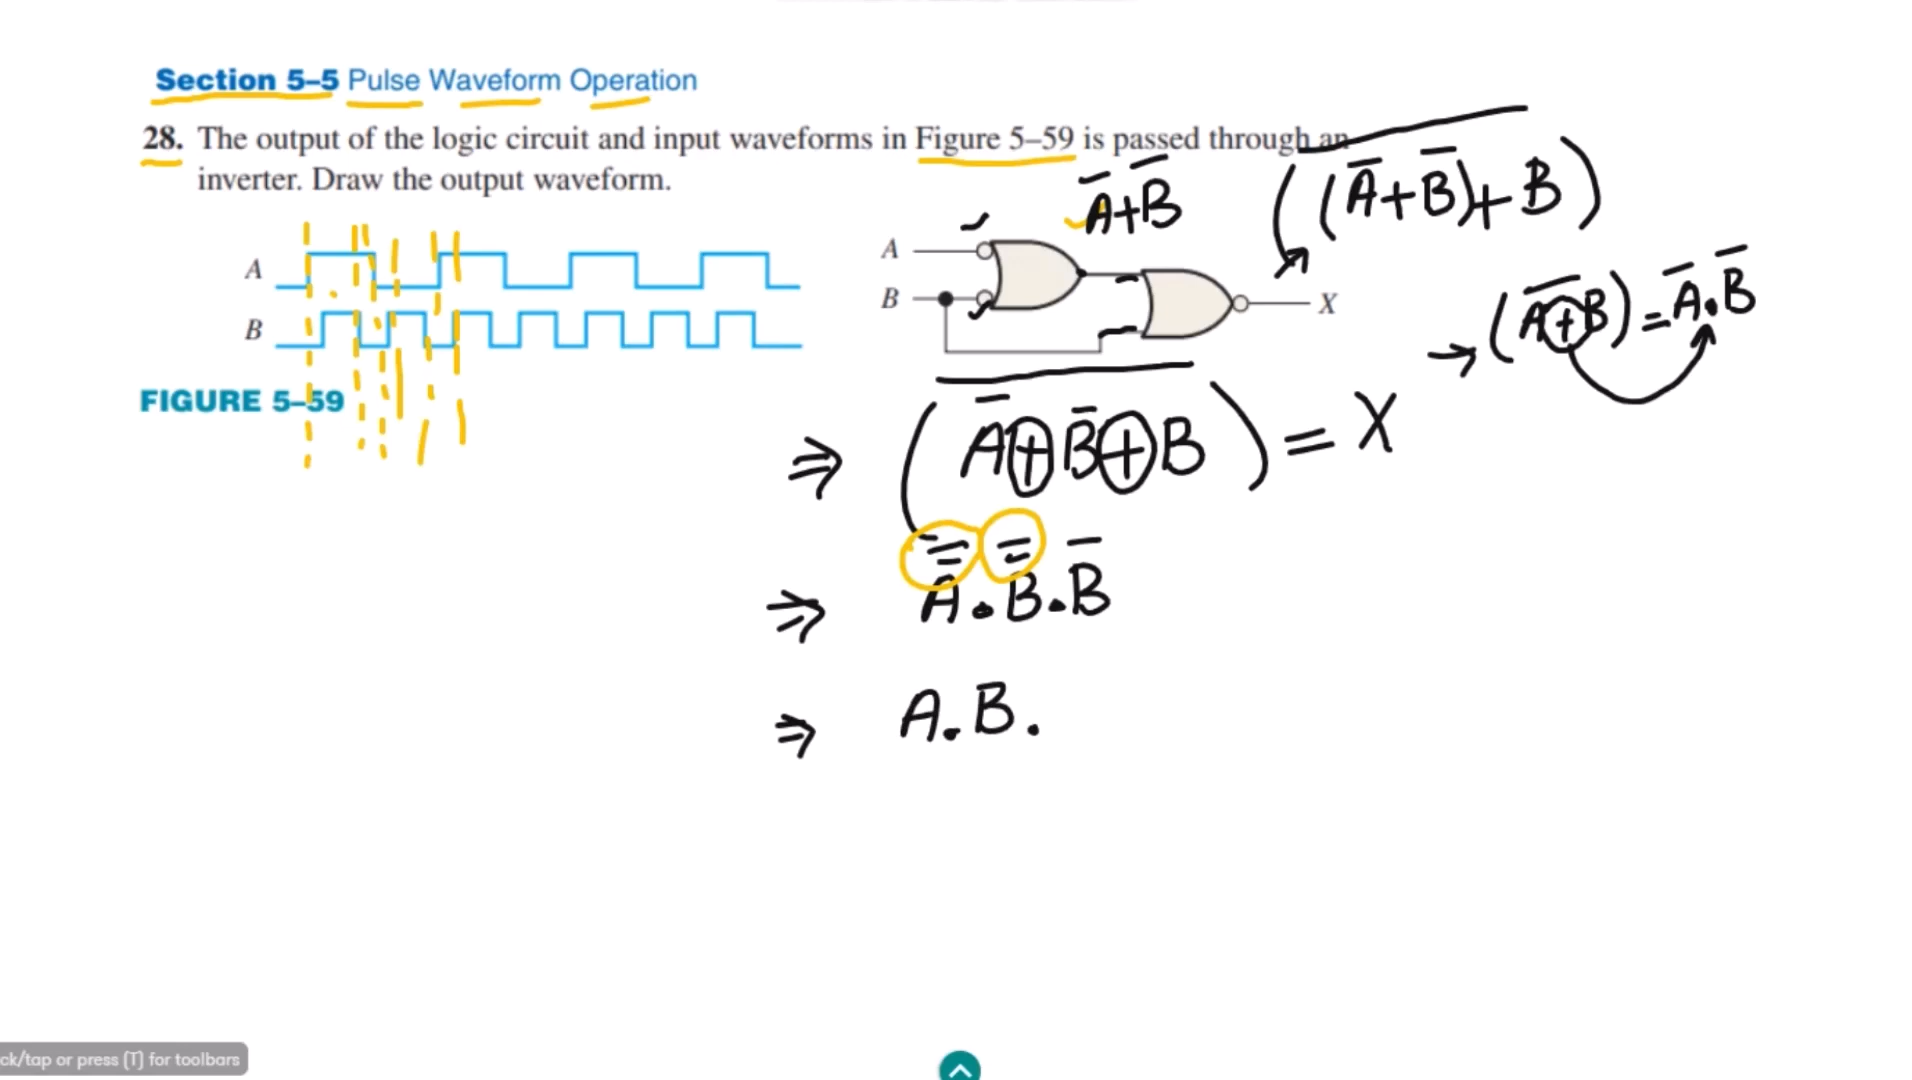 Section 5–5 Pulse Waveform Operation
28. The output of the logic circuit and input waveforms in Figure 5–59 is passed through an
inverter. Draw the output waveform.
A̅+B̅
((A̅+B̅)+B)
A
B
A
B
X
(A+B)‾=A̅.B̅
FIGURE 5–59
⇒ (A̅+B̅+B)‾ = X
⇒ A̿.B̿.B̅
⇒ A.B.
ck/tap or press (T) for toolbars